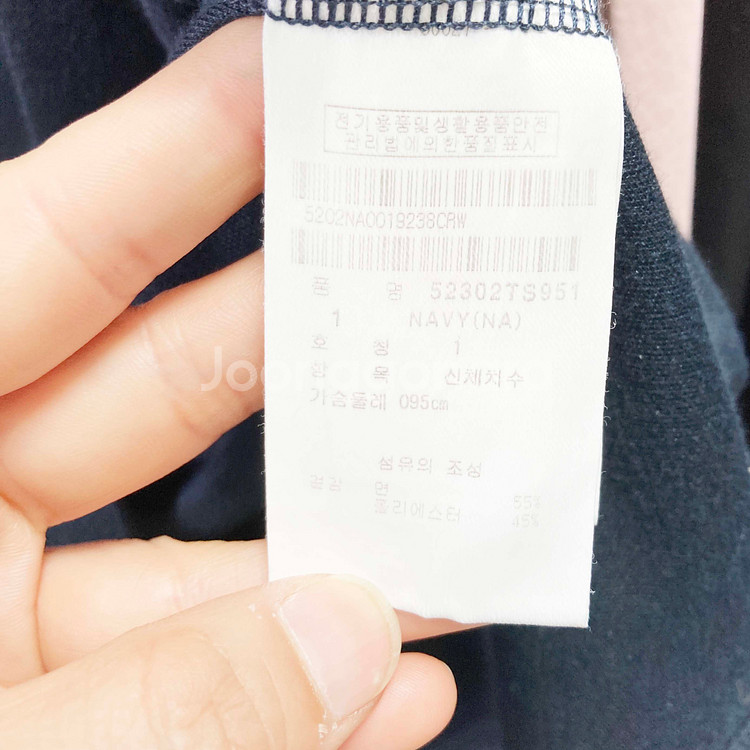 전기용품및생활용품안전
관리법에의한품질표시
5202NA0019238CRW
품 명 52302TS951
1 NAVY(NA)
호 칭 1
항 목 신체치수
가슴둘레 095cm
섬유의 조성
겉감 면 55%
폴리에스터 45%